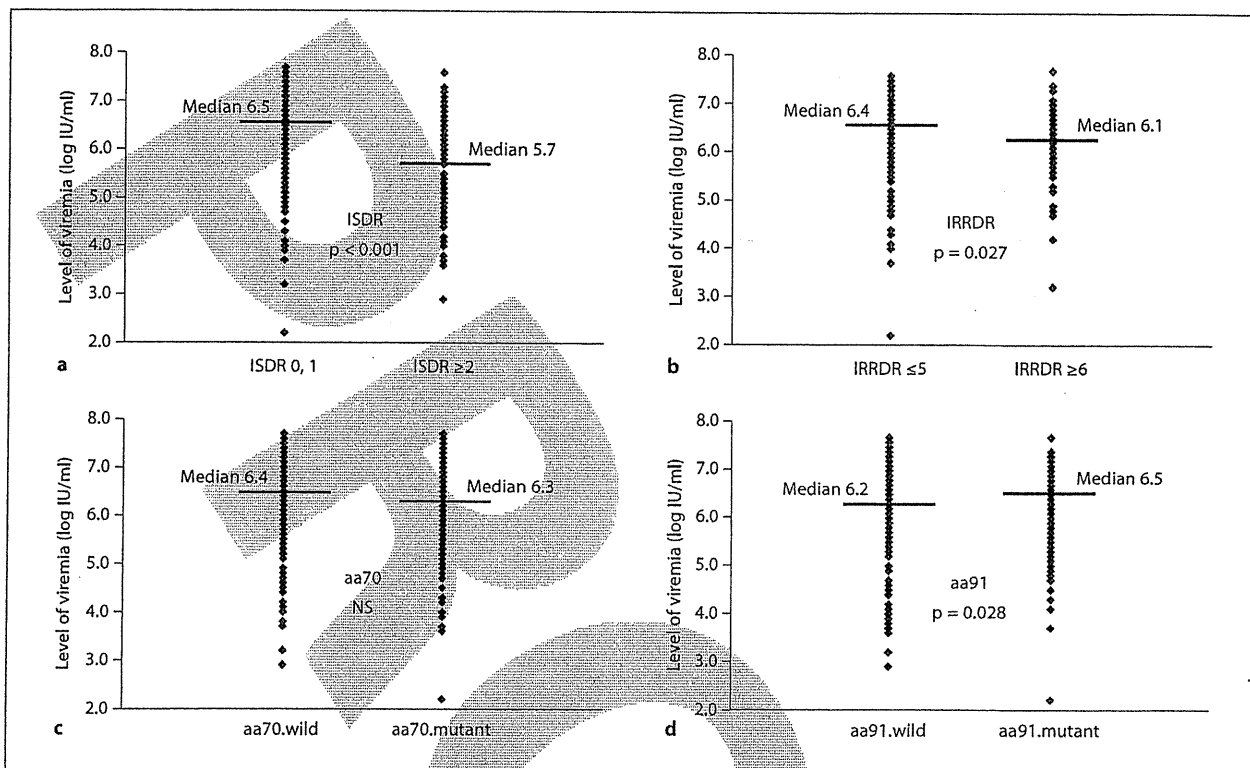 8.0
7.0
6.0
5.0
4.0
3.0
2.0
Level of viremia (log IU/ml)
Median 6.5
Median 5.7
ISDR
p < 0.001
a
ISDR 0, 1
ISDR ≥2
8.0
7.0
6.0
5.0
4.0
3.0
2.0
Level of viremia (log IU/ml)
Median 6.4
Median 6.1
IRRDR
p = 0.027
b
IRRDR ≤5
IRRDR ≥6
8.0
7.0
6.0
5.0
4.0
3.0
2.0
Level of viremia (log IU/ml)
Median 6.4
Median 6.3
aa70
NS
c
aa70.wild
aa70.mutant
8.0
7.0
6.0
5.0
4.0
3.0
2.0
Level of viremia (log IU/ml)
Median 6.2
Median 6.5
aa91
p = 0.028
d
aa91.wild
aa91.mutant